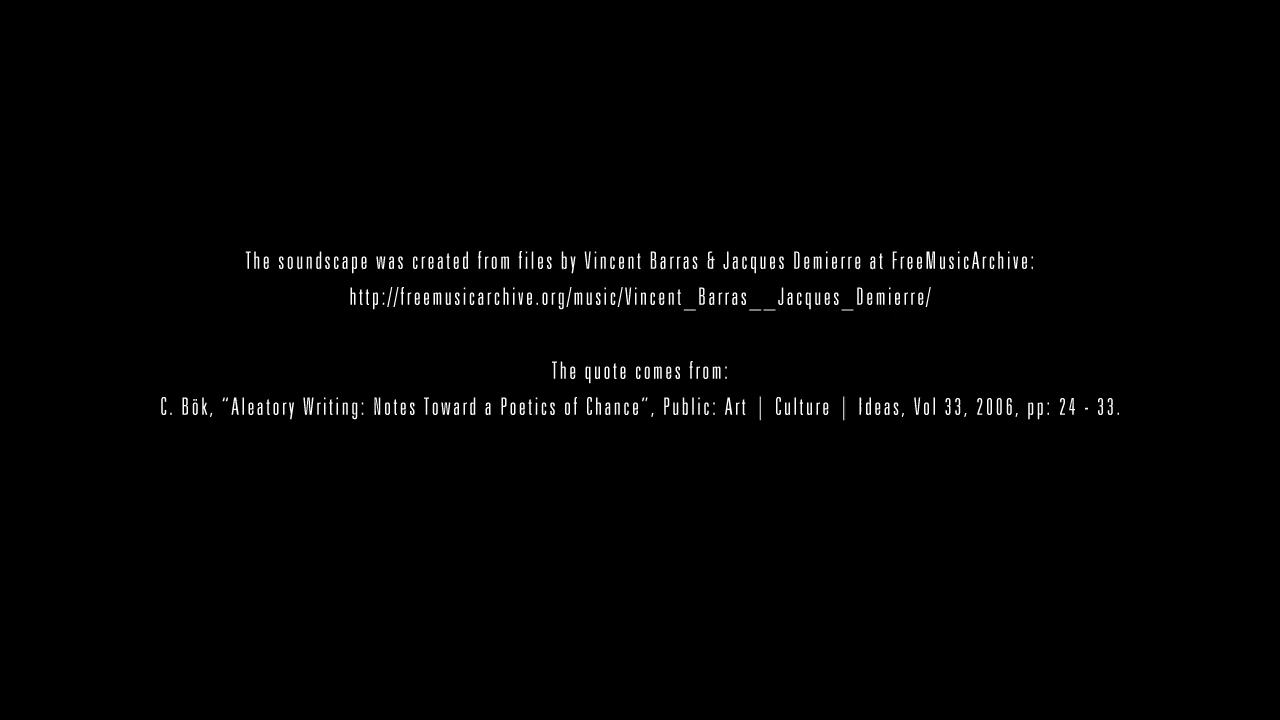 The soundscape was created from files by Vincent Barras & Jacques Demierre at FreeMusicArchive:
http://freemusicarchive.org/music/Vincent_Barras__Jacques_Demierre/
The quote comes from:
C. Bök, “Aleatory Writing: Notes Toward a Poetics of Chance”, Public: Art | Culture | Ideas, Vol 33, 2006, pp: 24 - 33.